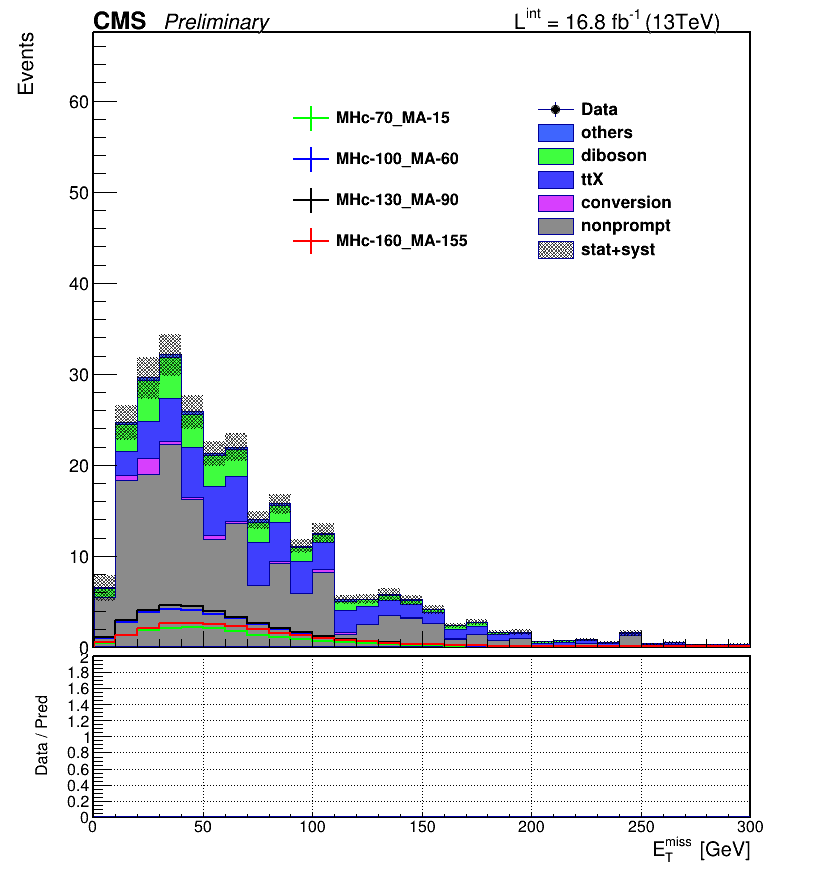 CMS Preliminary L^int = 16.8 fb^-1 (13TeV)
Events
60
50
40
30
20
10
0
MHc-70_MA-15
MHc-100_MA-60
MHc-130_MA-90
MHc-160_MA-155
Data
others
diboson
ttX
conversion
nonprompt
stat+syst
Data / Pred
2
1.8
1.6
1.4
1.2
1
0.8
0.6
0.4
0.2
0
0 50 100 150 200 250 300
E_T^miss [GeV]